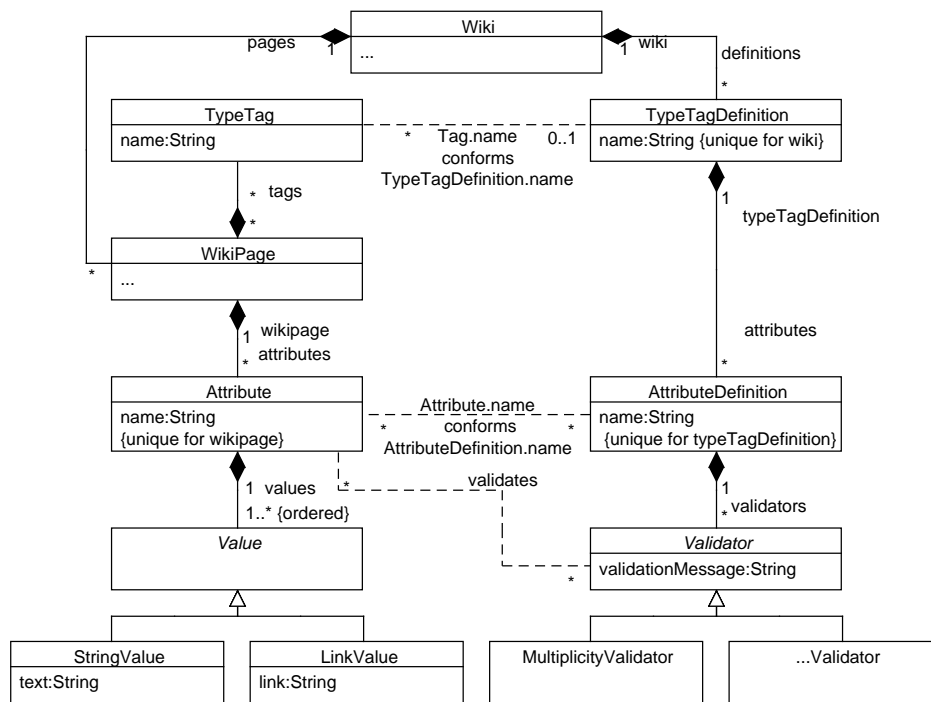 Wiki
...
pages
1
1
wiki
definitions
*
TypeTag
name:String
*
Tag.name
0..1
conforms
TypeTagDefinition.name
TypeTagDefinition
name:String {unique for wiki}
* tags
*
1
typeTagDefinition
WikiPage
...
*
1 wikipage
attributes
*
attributes
*
Attribute
name:String
{unique for wikipage}
Attribute.name
* conforms *
AttributeDefinition.name
AttributeDefinition
name:String
{unique for typeTagDefinition}
1 values
1..* {ordered}
*
validates
1
validators
*
Value
Validator
validationMessage:String
*
StringValue
text:String
LinkValue
link:String
MultiplicityValidator
...Validator